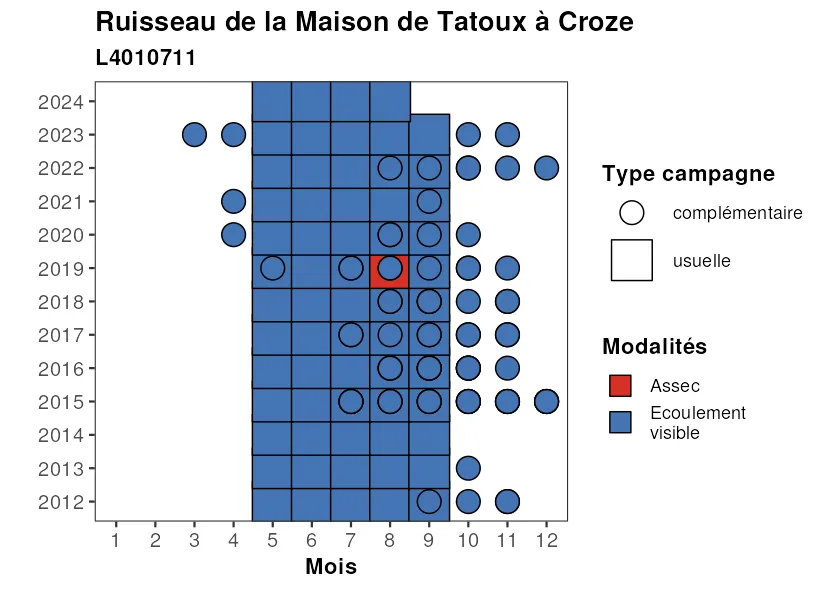 Ruisseau de la Maison de Tatoux à Croze
L4010711
2024
2023
2022
2021
2020
2019
2018
2017
2016
2015
2014
2013
2012
1 2 3 4 5 6 7 8 9 10 11 12
Mois
Type campagne
complémentaire
usuelle
Modalités
Assec
Ecoulement
visible